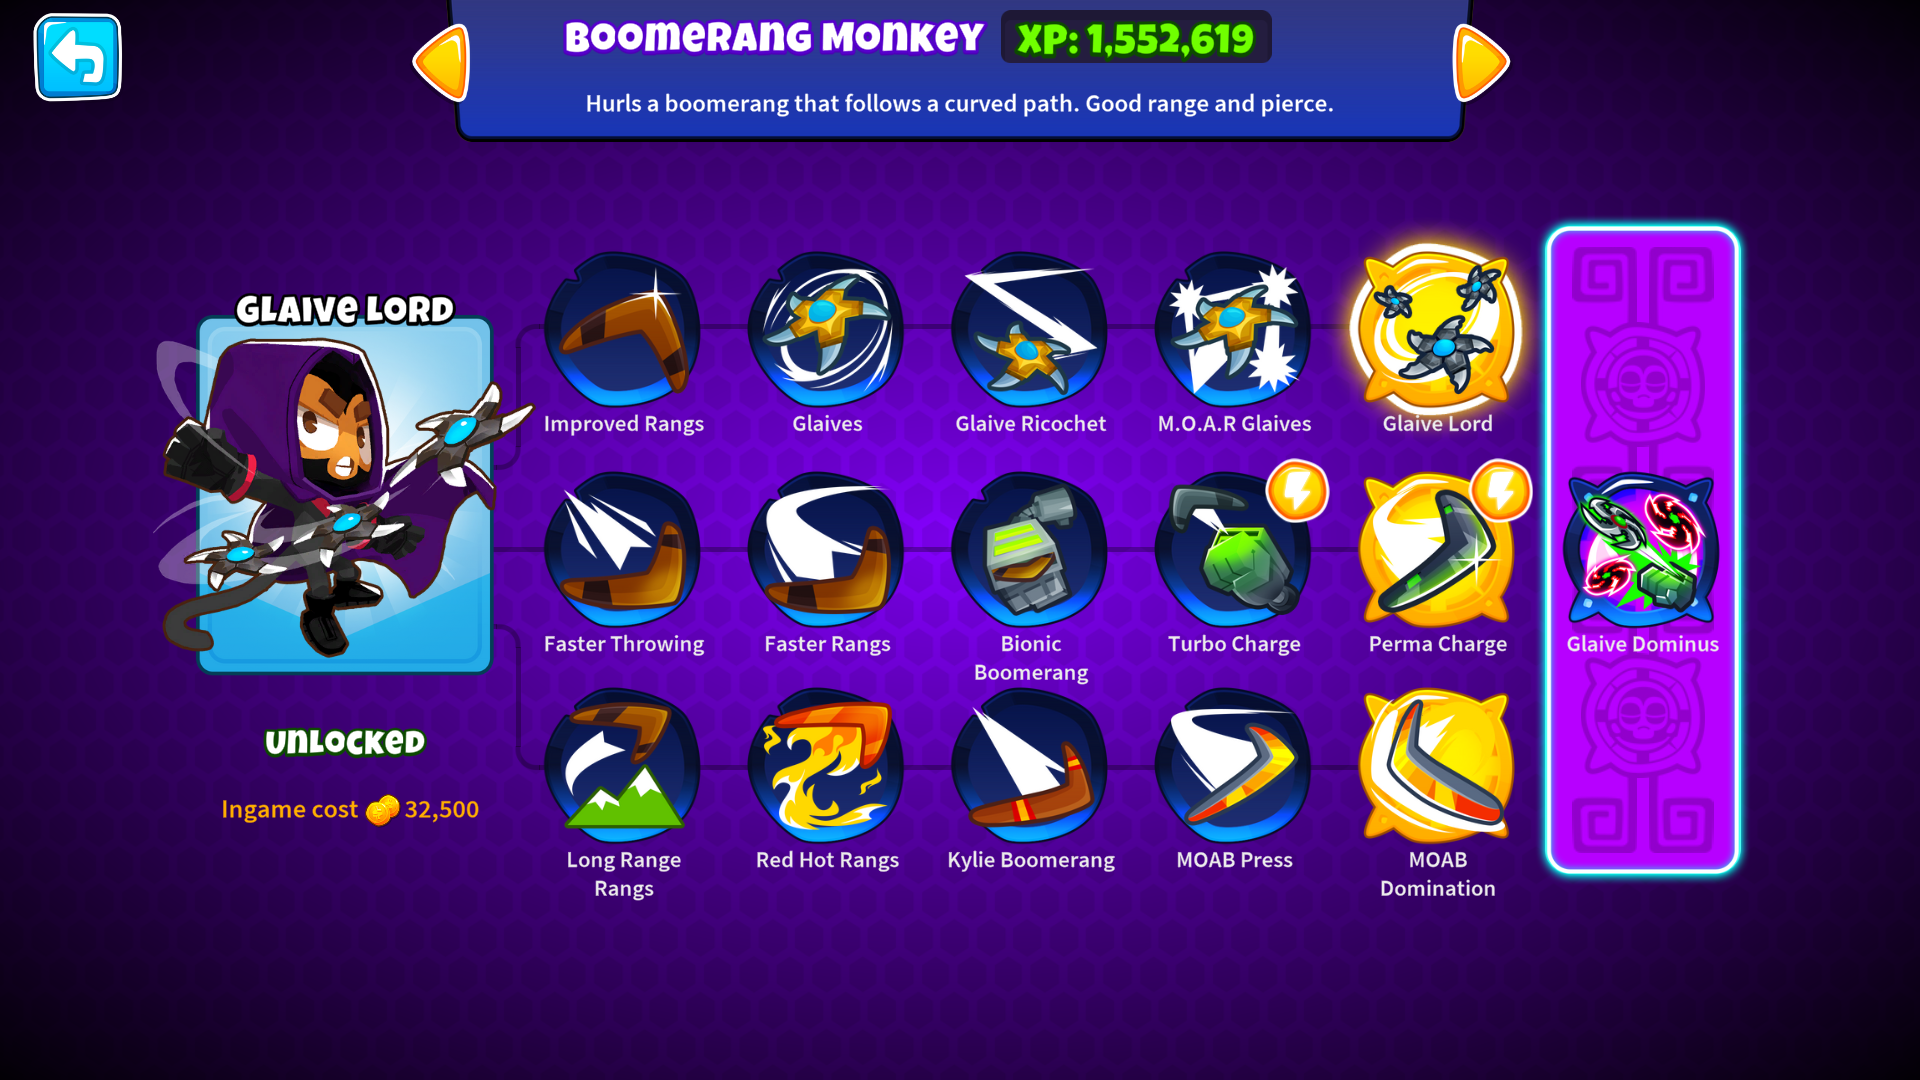 BOOMERANG MONKEY
XP: 1,552,619
Hurls a boomerang that follows a curved path. Good range and pierce.
GLAIVE LORD
UNLOCKED
Ingame cost 32,500
Improved Rangs
Glaives
Glaive Ricochet
M.O.A.R Glaives
Glaive Lord
Faster Throwing
Faster Rangs
Bionic
Boomerang
Turbo Charge
Perma Charge
Glaive Dominus
Long Range
Rangs
Red Hot Rangs
Kylie Boomerang
MOAB Press
MOAB
Domination